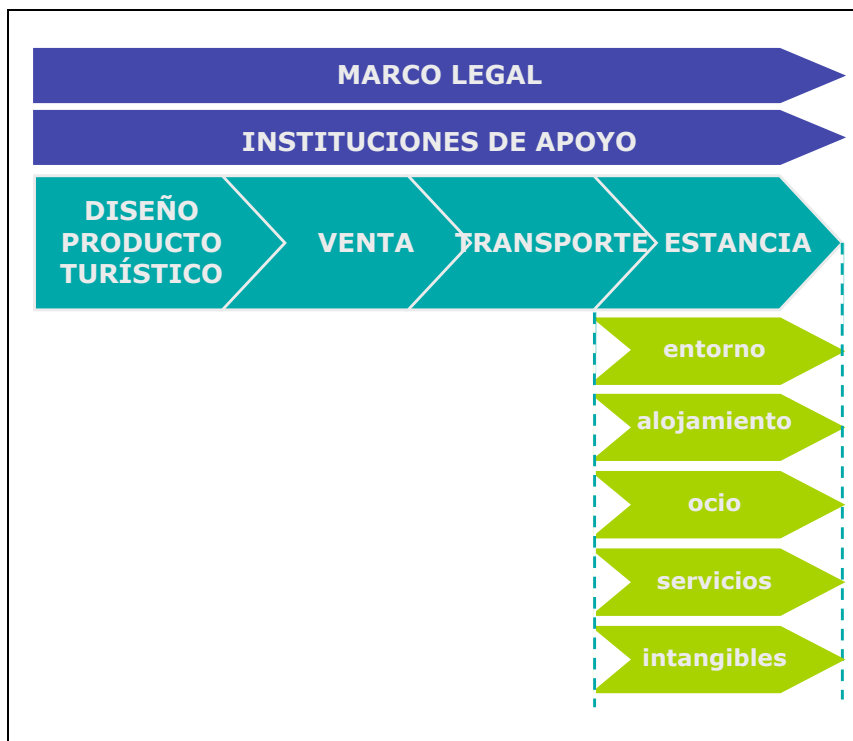 MARCO LEGAL
INSTITUCIONES DE APOYO
DISEÑO
PRODUCTO
TURÍSTICO
VENTA
TRANSPORTE
ESTANCIA
entorno
alojamiento
ocio
servicios
intangibles